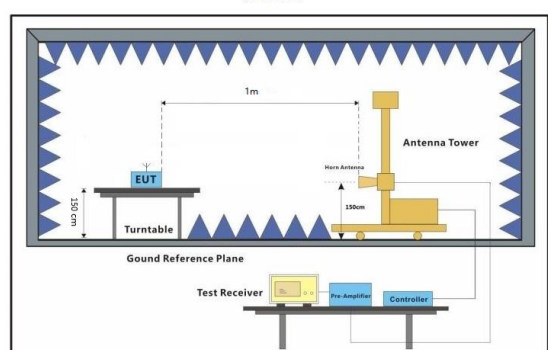 1m
Horn Antenna
Antenna Tower
EUT
150 cm
150cm
Turntable
Gound Reference Plane
Test Receiver
Pre-Amplifier
Controller